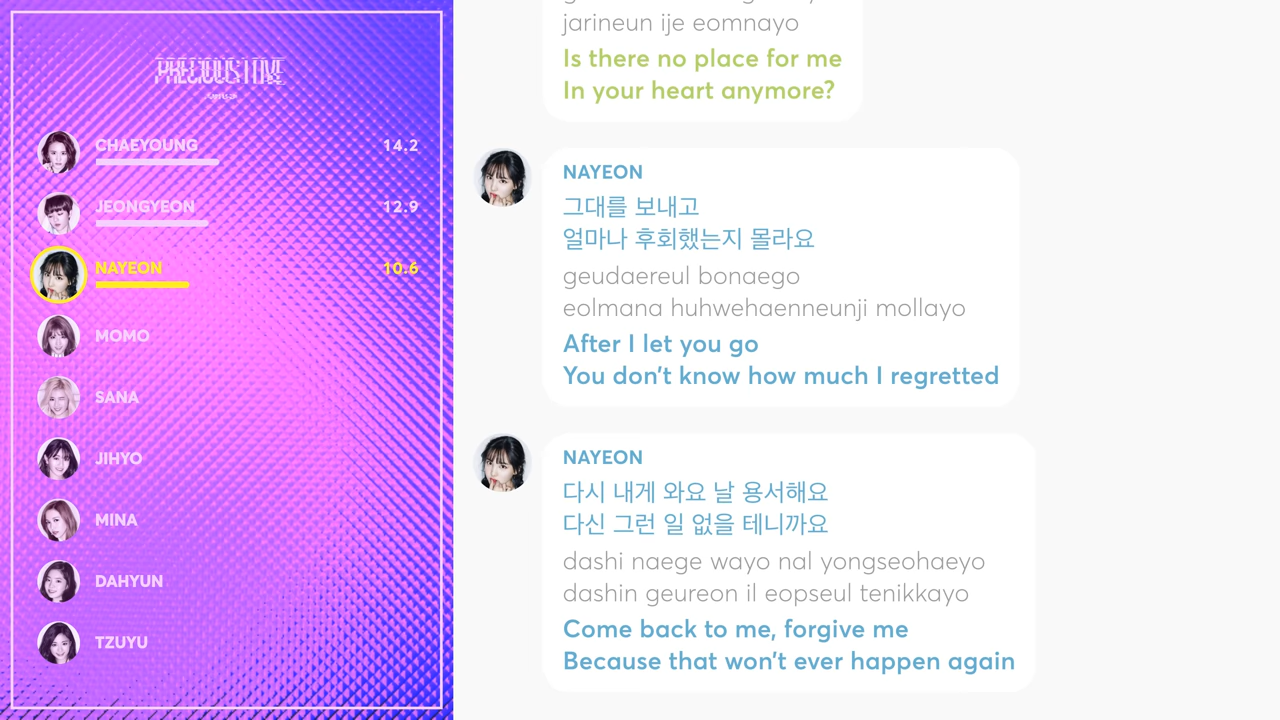 PRECIOUS LOVE
CHAEYOUNG 14.2
JEONGYEON 12.9
NAYEON 10.6
MOMO
SANA
JIHYO
MINA
DAHYUN
TZUYU
jarineun ije eomnayo
Is there no place for me
In your heart anymore?
NAYEON
그대를 보내고
얼마나 후회했는지 몰라요
geudaereul bonaego
eolmana huhwehaenneunji mollayo
After I let you go
You don't know how much I regretted
NAYEON
다시 내게 와요 날 용서해요
다신 그런 일 없을 테니까요
dashi naege wayo nal yongseohaeyo
dashin geureon il eopseul tenikkayo
Come back to me, forgive me
Because that won't ever happen again